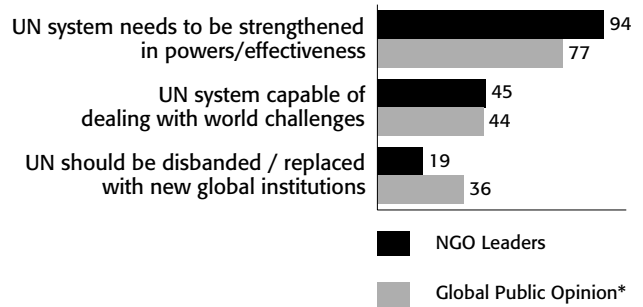 UN system needs to be strengthened
in powers/effectiveness
94
77
UN system capable of
dealing with world challenges
45
44
UN should be disbanded / replaced
with new global institutions
19
36
NGO Leaders
Global Public Opinion*